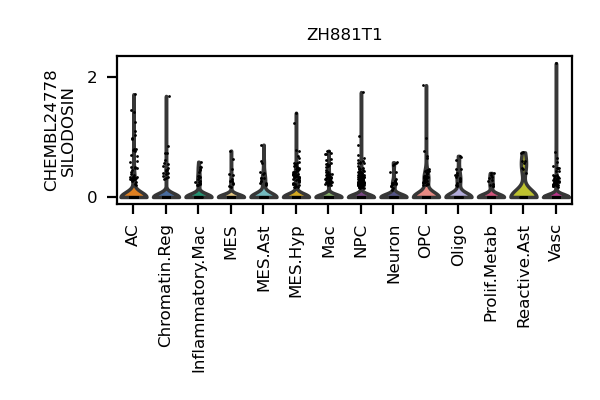 ZH881T1
CHEMBL24778
SILODOSIN
2
0
AC
Chromatin.Reg
Inflammatory.Mac
MES
MES.Ast
MES.Hyp
Mac
NPC
Neuron
OPC
Oligo
Prolif.Metab
Reactive.Ast
Vasc